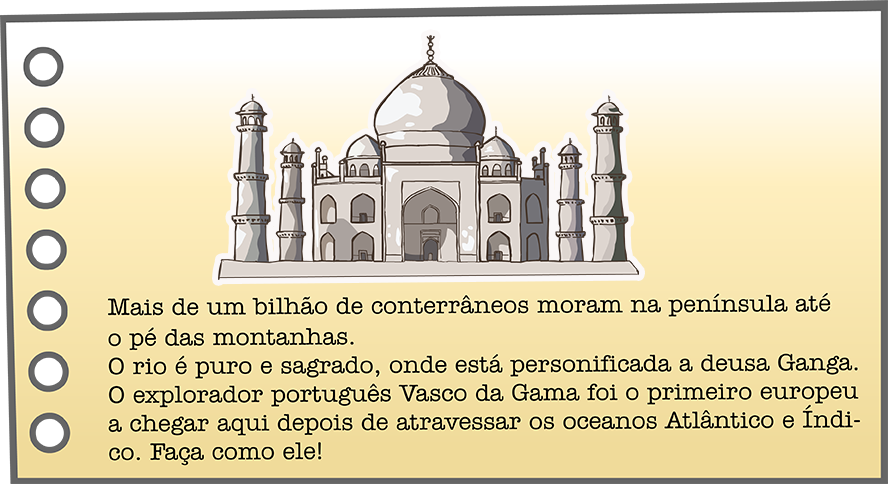 Mais de um bilhão de conterrâneos moram na península até
o pé das montanhas.
O rio é puro e sagrado, onde está personificada a deusa Ganga.
O explorador português Vasco da Gama foi o primeiro europeu
a chegar aqui depois de atravessar os oceanos Atlântico e Índi-
co. Faça como ele!